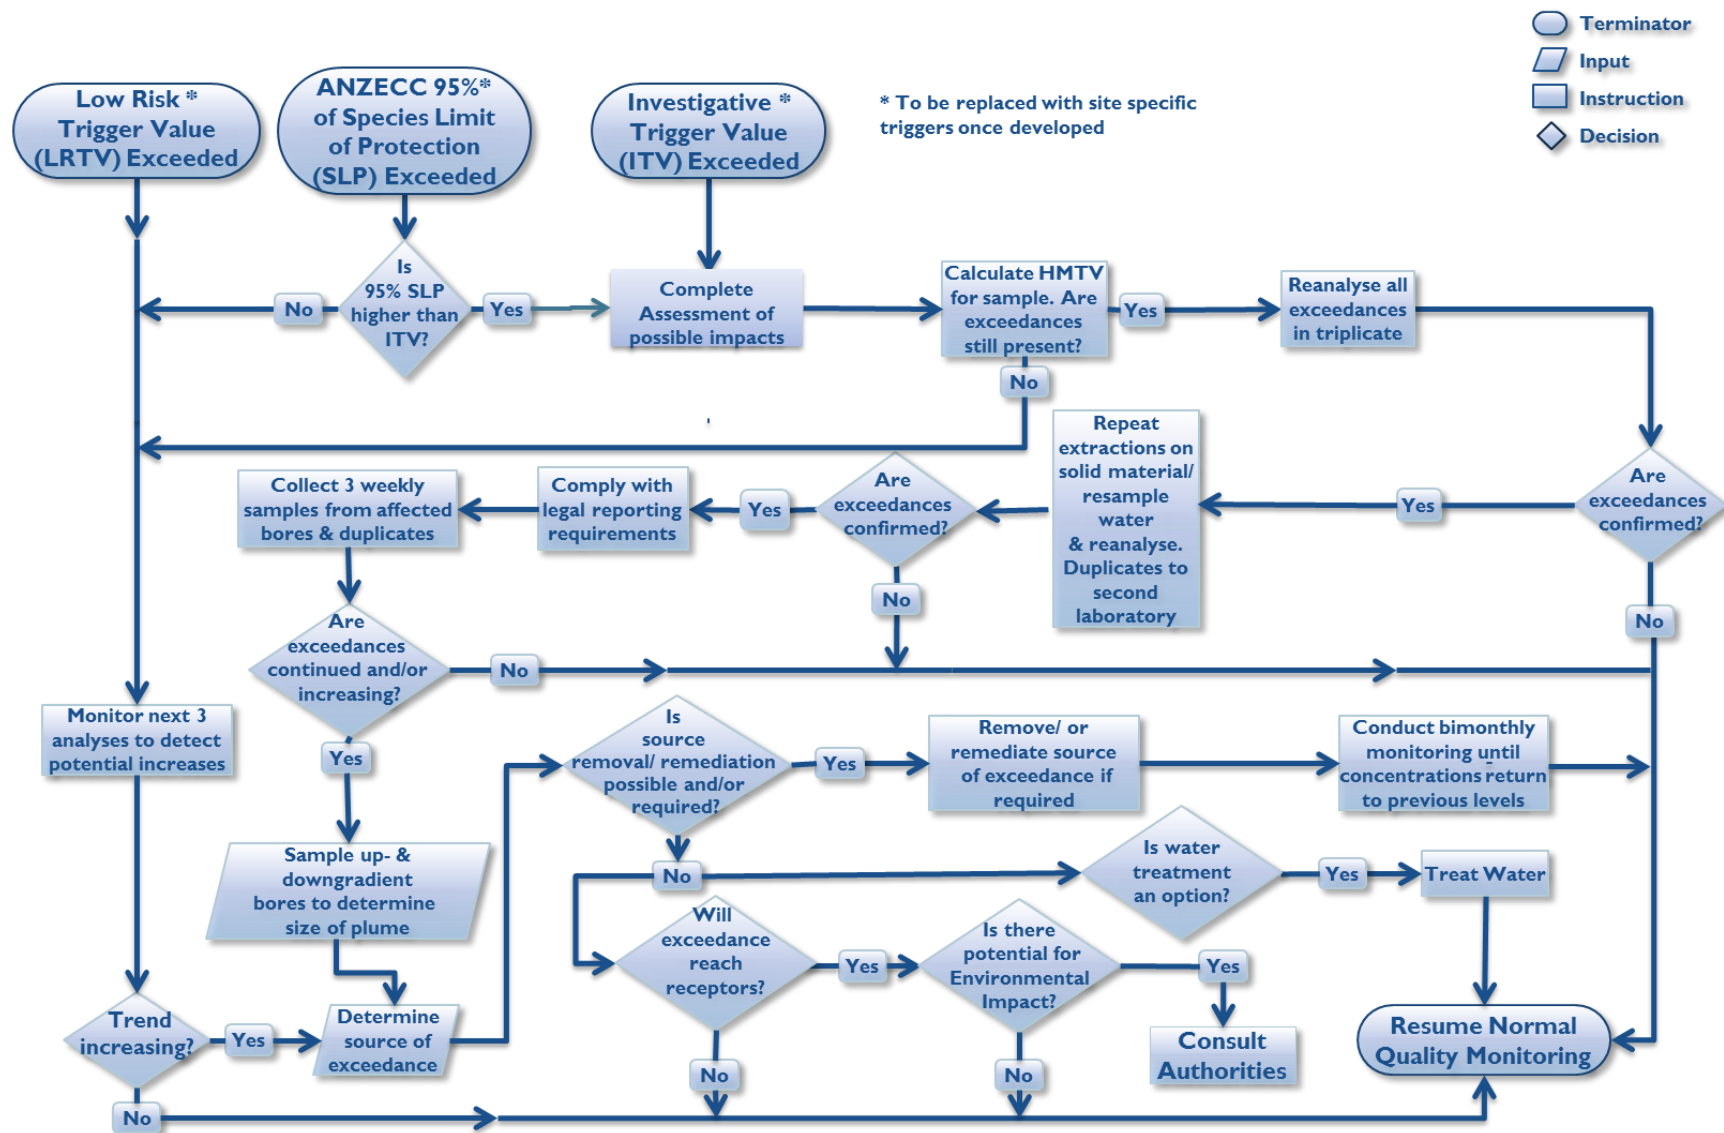 Terminator
Input
Instruction
Decision
Low Risk *
Trigger Value
(LRTV) Exceeded
ANZECC 95%*
of Species Limit
of Protection
(SLP) Exceeded
Investigative *
Trigger Value
(ITV) Exceeded
* To be replaced with site specific
triggers once developed
Is
95% SLP
higher than
ITV?
No
Yes
Complete
Assessment of
possible impacts
Calculate HMTV
for sample. Are
exceedances
still present?
Yes
No
Reanalyse all
exceedances
in triplicate
Are
exceedances
confirmed?
Yes
No
Repeat
extractions on
solid material/
resample
water
& reanalyse.
Duplicates to
second
laboratory
Are
exceedances
confirmed?
Yes
No
Comply with
legal reporting
requirements
Collect 3 weekly
samples from affected
bores & duplicates
Are
exceedances
continued and/or
increasing?
No
Yes
Monitor next 3
analyses to detect
potential increases
Sample up- &
downgradient
bores to determine
size of plume
Trend
increasing?
Yes
No
Determine
source of
exceedance
Is
source
removal/ remediation
possible and/or
required?
Yes
No
Remove/ or
remediate source
of exceedance if
required
Conduct bimonthly
monitoring until
concentrations return
to previous levels
Is water
treatment
an option?
Yes
Treat Water
Will
exceedance
reach
receptors?
Yes
No
Is there
potential for
Environmental
Impact?
Yes
No
Consult
Authorities
Resume Normal
Quality Monitoring